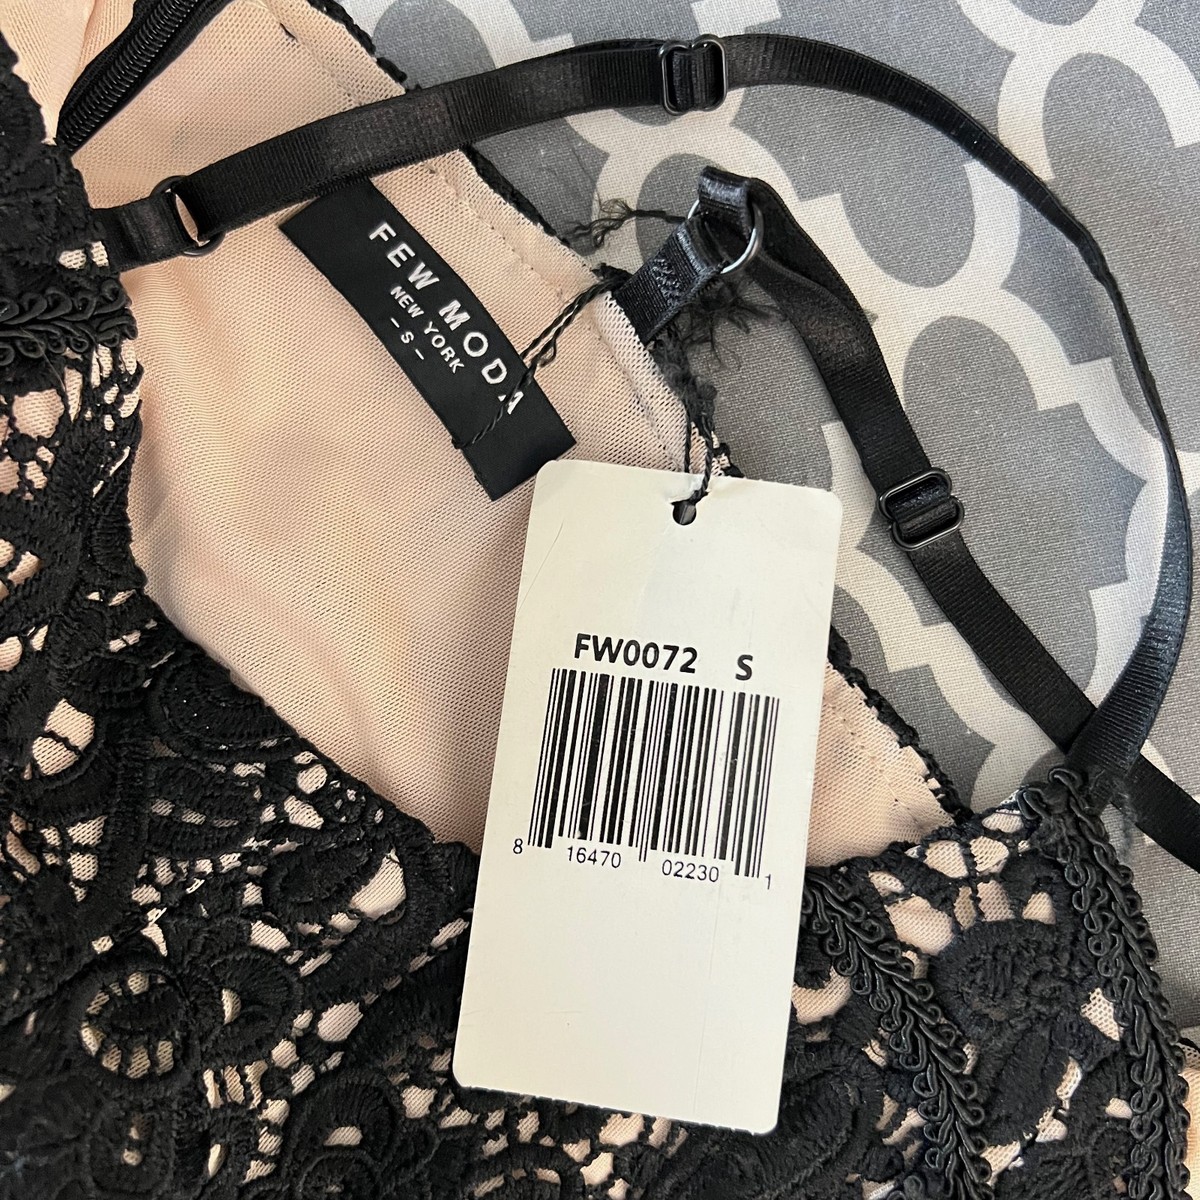 FEW MODA
NEW YORK
– S –
FW0072 S
8 16470 02230 1